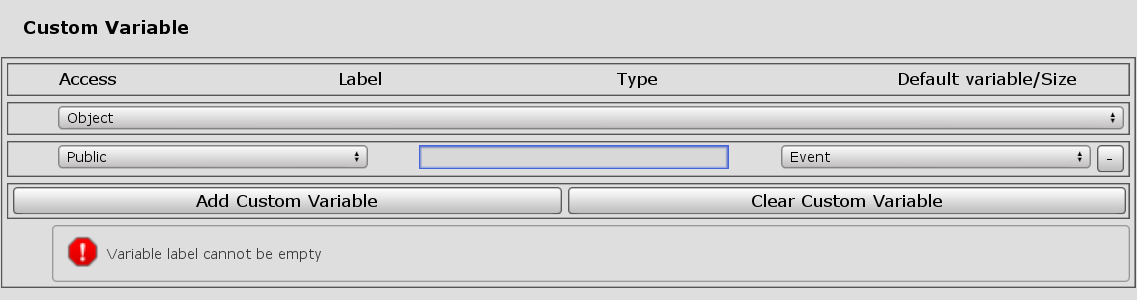 Custom Variable
Access Label Type Default variable/Size
Object
Public Event -
Add Custom Variable Clear Custom Variable
Variable label cannot be empty